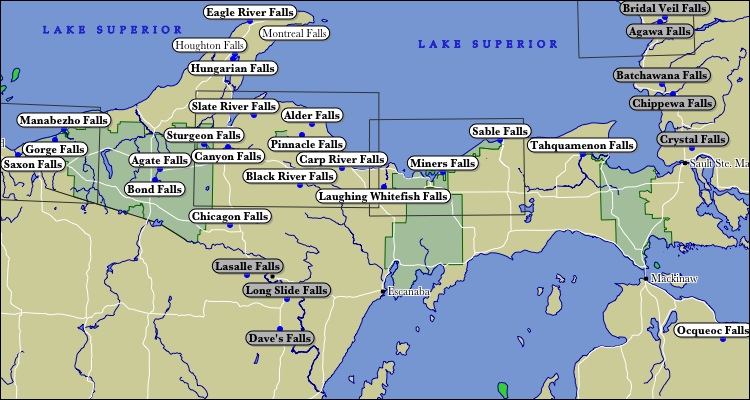 Eagle River Falls
Bridal Veil Falls
LAKE SUPERIOR
Montreal Falls
Agawa Falls
Houghton Falls
LAKE SUPERIOR
Hungarian Falls
Batchawana Falls
Slate River Falls
Chippewa Falls
Manabezho Falls
Alder Falls
Sturgeon Falls
Sable Falls
Crystal Falls
Gorge Falls
Pinnacle Falls
Tahquamenon Falls
Saxon Falls
Agate Falls
Canyon Falls
Carp River Falls
Miners Falls
Sault Ste. Ma
Black River Falls
Bond Falls
Laughing Whitefish Falls
Chicagon Falls
Lasalle Falls
Mackinaw
Long Slide Falls
Escanaba
Ocqueoc Falls
Dave's Falls